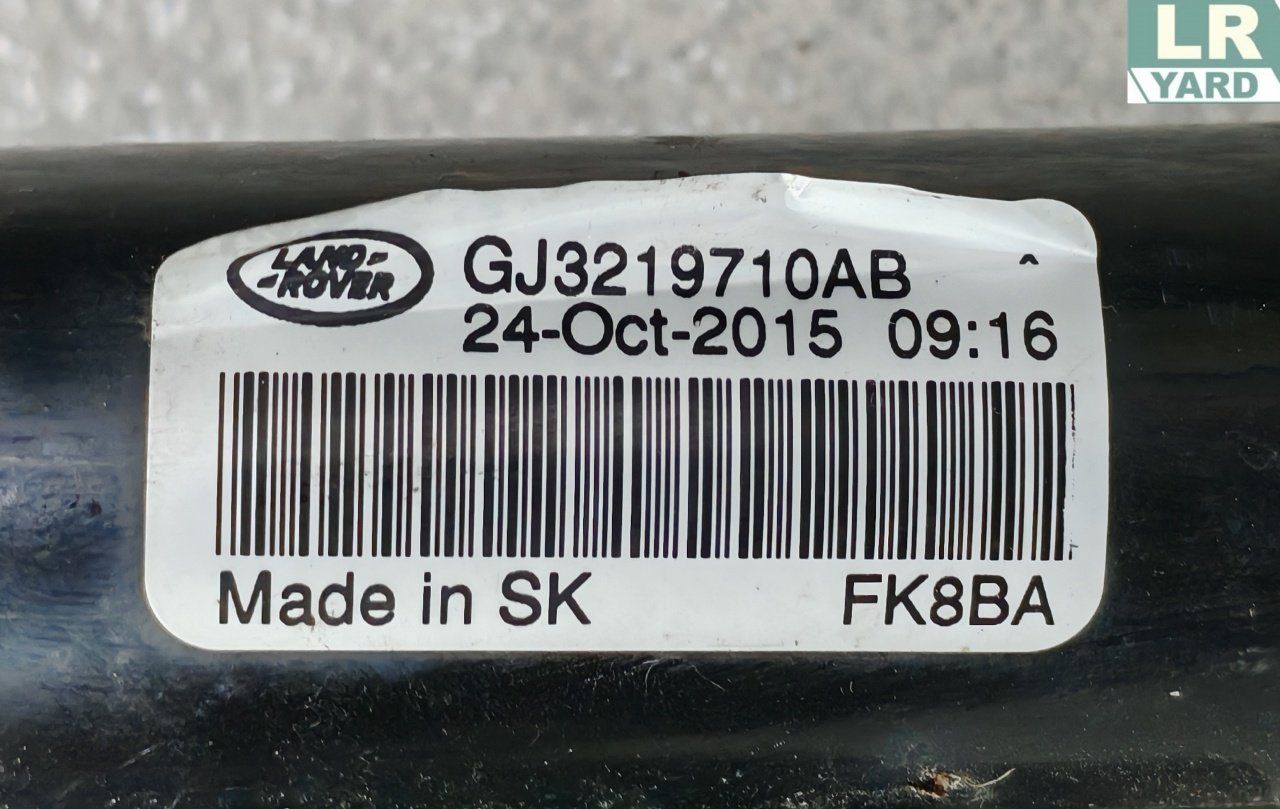 LR
YARD
LAND-
-ROVER
GJ3219710AB ^
24-Oct-2015 09:16
Made in SK FK8BA